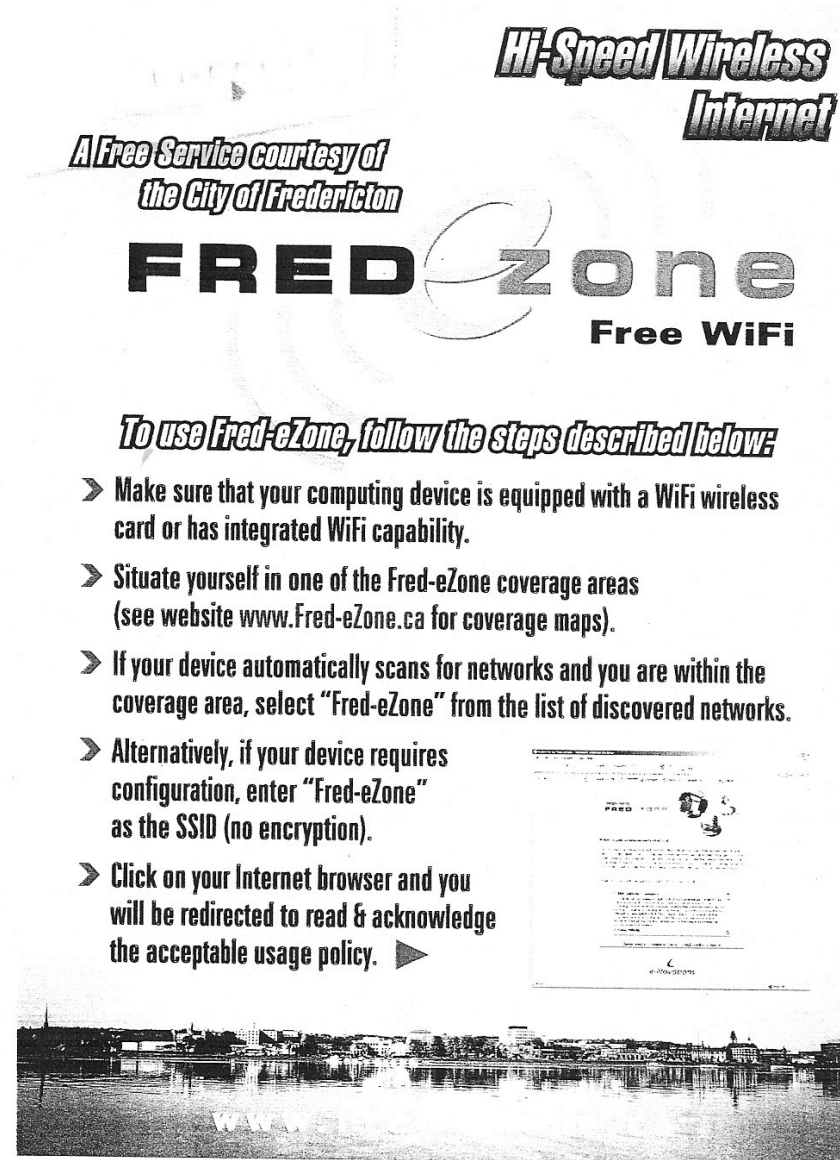 Hi-Speed Wireless
Internet
A Free Service courtesy of
the City of Fredericton
FRED e zone
Free WiFi
To use Fred-eZone, follow the steps described below:
Make sure that your computing device is equipped with a WiFi wireless
card or has integrated WiFi capability.
Situate yourself in one of the Fred-eZone coverage areas
(see website www.Fred-eZone.ca for coverage maps).
If your device automatically scans for networks and you are within the
coverage area, select “Fred-eZone” from the list of discovered networks.
Alternatively, if your device requires
configuration, enter “Fred-eZone”
as the SSID (no encryption).
Click on your Internet browser and you
will be redirected to read & acknowledge
the acceptable usage policy.
FRED zone
e-Novations
www.